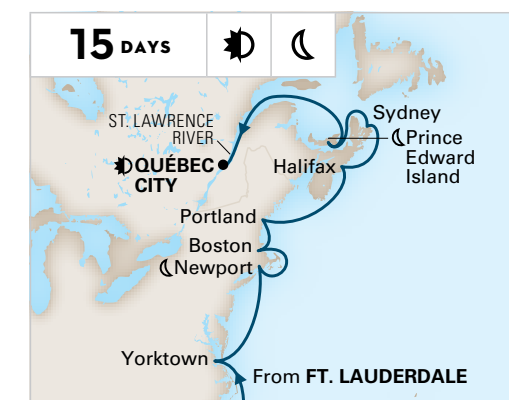 15 DAYS
Sydney
ST. LAWRENCE
RIVER
Prince
Edward
Island
QUÉBEC
CITY
Halifax
Portland
Boston
Newport
Yorktown
From FT. LAUDERDALE